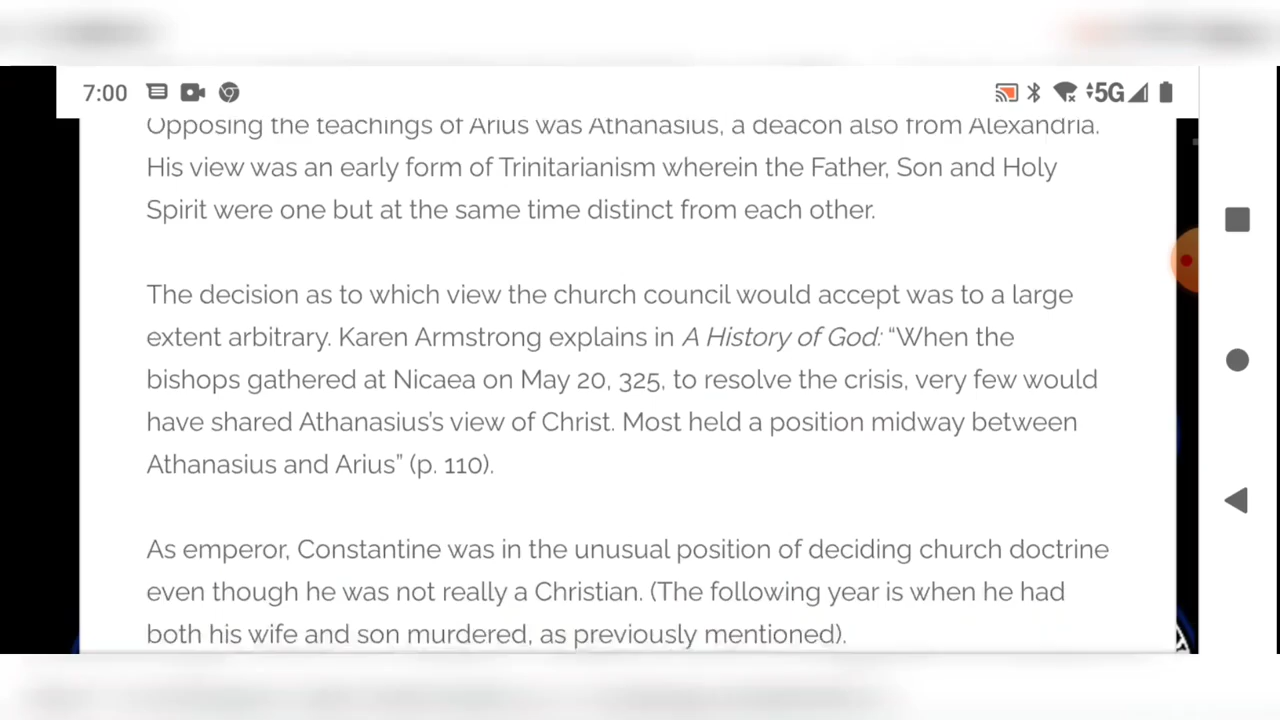 7:00
5G
Opposing the teachings of Arius was Athanasius, a deacon also from Alexandria.
His view was an early form of Trinitarianism wherein the Father, Son and Holy
Spirit were one but at the same time distinct from each other.
The decision as to which view the church council would accept was to a large
extent arbitrary. Karen Armstrong explains in A History of God: “When the
bishops gathered at Nicaea on May 20, 325, to resolve the crisis, very few would
have shared Athanasius’s view of Christ. Most held a position midway between
Athanasius and Arius” (p. 110).
As emperor, Constantine was in the unusual position of deciding church doctrine
even though he was not really a Christian. (The following year is when he had
both his wife and son murdered, as previously mentioned).